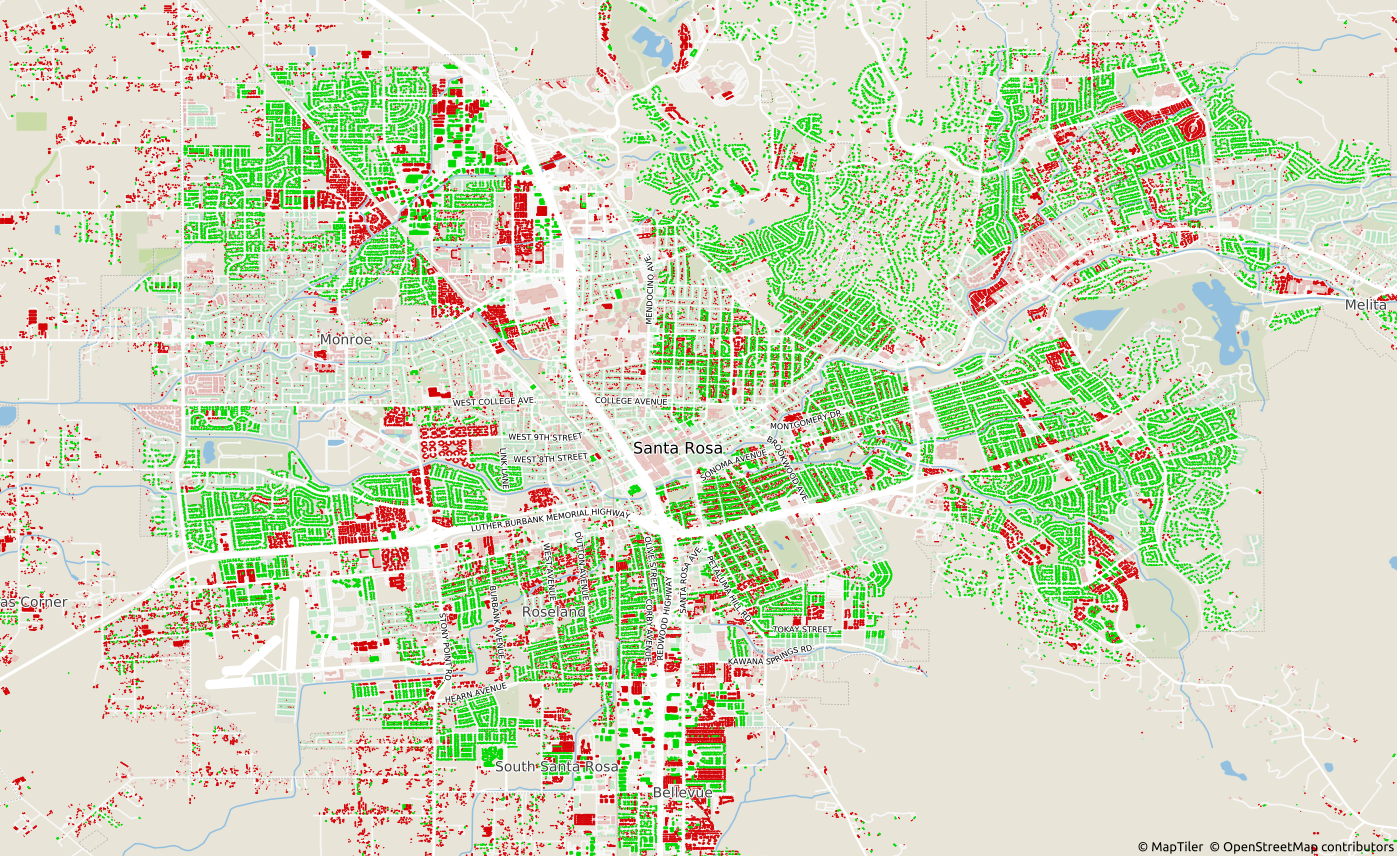 MENDOCINO AVE
Melita
Monroe
WEST COLLEGE AVE
COLLEGE AVENUE
MONTGOMERY DR
WEST 9TH STREET
Santa Rosa
BROOKWOOD AVE
LINK LANE
WEST 8TH STREET
SONOMA AVENUE
LUTHER BURBANK MEMORIAL HIGHWAY
DUTTON AVENUE
WEST AVENUE
OLIVE STREET
SANTA ROSA AVE
PETALUMA HILL RD
BURBANK AVENUE
as Corner
Roseland
CORBY AVENUE
REDWOOD HIGHWAY
STONY POINT RD
TOKAY STREET
KAWANA SPRINGS RD
HEARN AVENUE
South Santa Rosa
Bellevue
© MapTiler © OpenStreetMap contributors